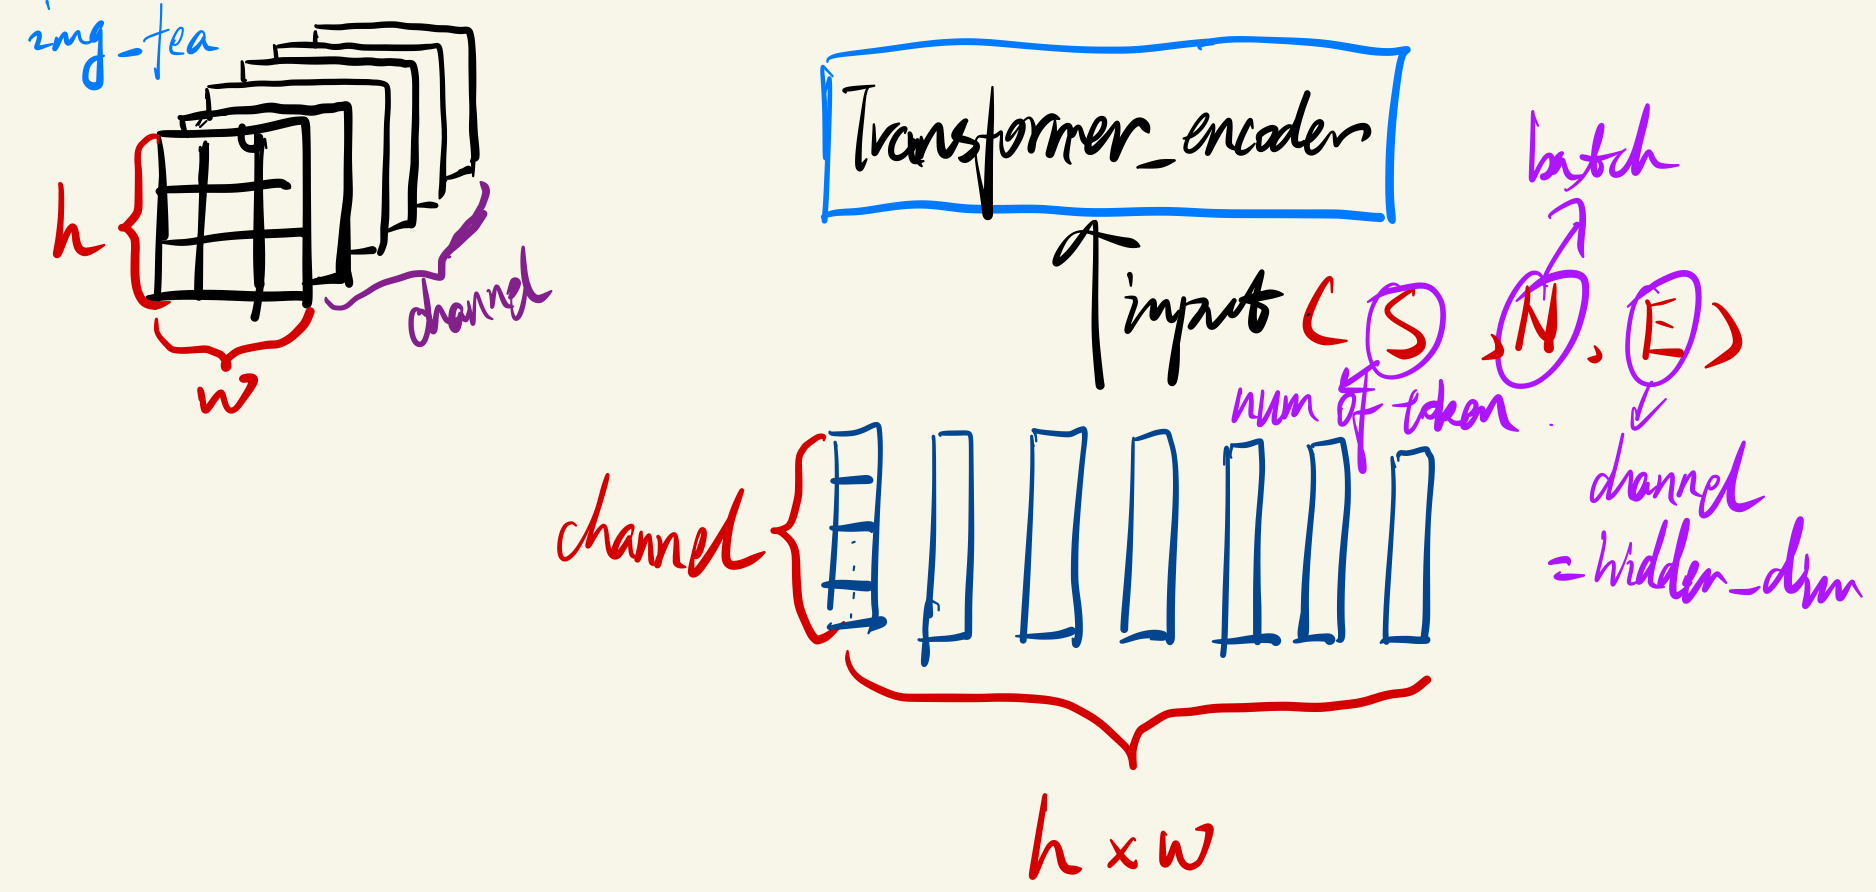 img_fea
h
w
channel
Transformer_encoder
batch
input (S, N, E)
num of token
channel
=hidden_dim
channel
h x w